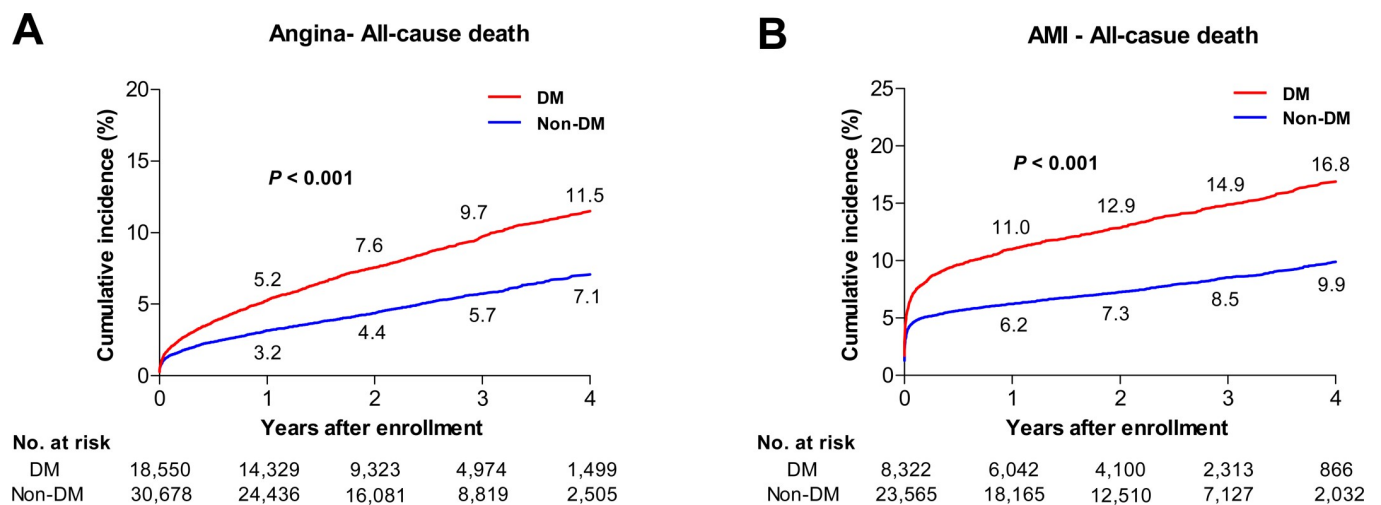 A
Angina- All-cause death
Cumulative incidence (%)
20
15
10
5
0
DM
Non-DM
P < 0.001
5.2
7.6
9.7
11.5
3.2
4.4
5.7
7.1
0 1 2 3 4
Years after enrollment
No. at risk
DM 18,550 14,329 9,323 4,974 1,499
Non-DM 30,678 24,436 16,081 8,819 2,505
B
AMI - All-casue death
Cumulative incidence (%)
25
20
15
10
5
0
DM
Non-DM
P < 0.001
11.0
12.9
14.9
16.8
6.2
7.3
8.5
9.9
0 1 2 3 4
Years after enrollment
No. at risk
DM 8,322 6,042 4,100 2,313 866
Non-DM 23,565 18,165 12,510 7,127 2,032